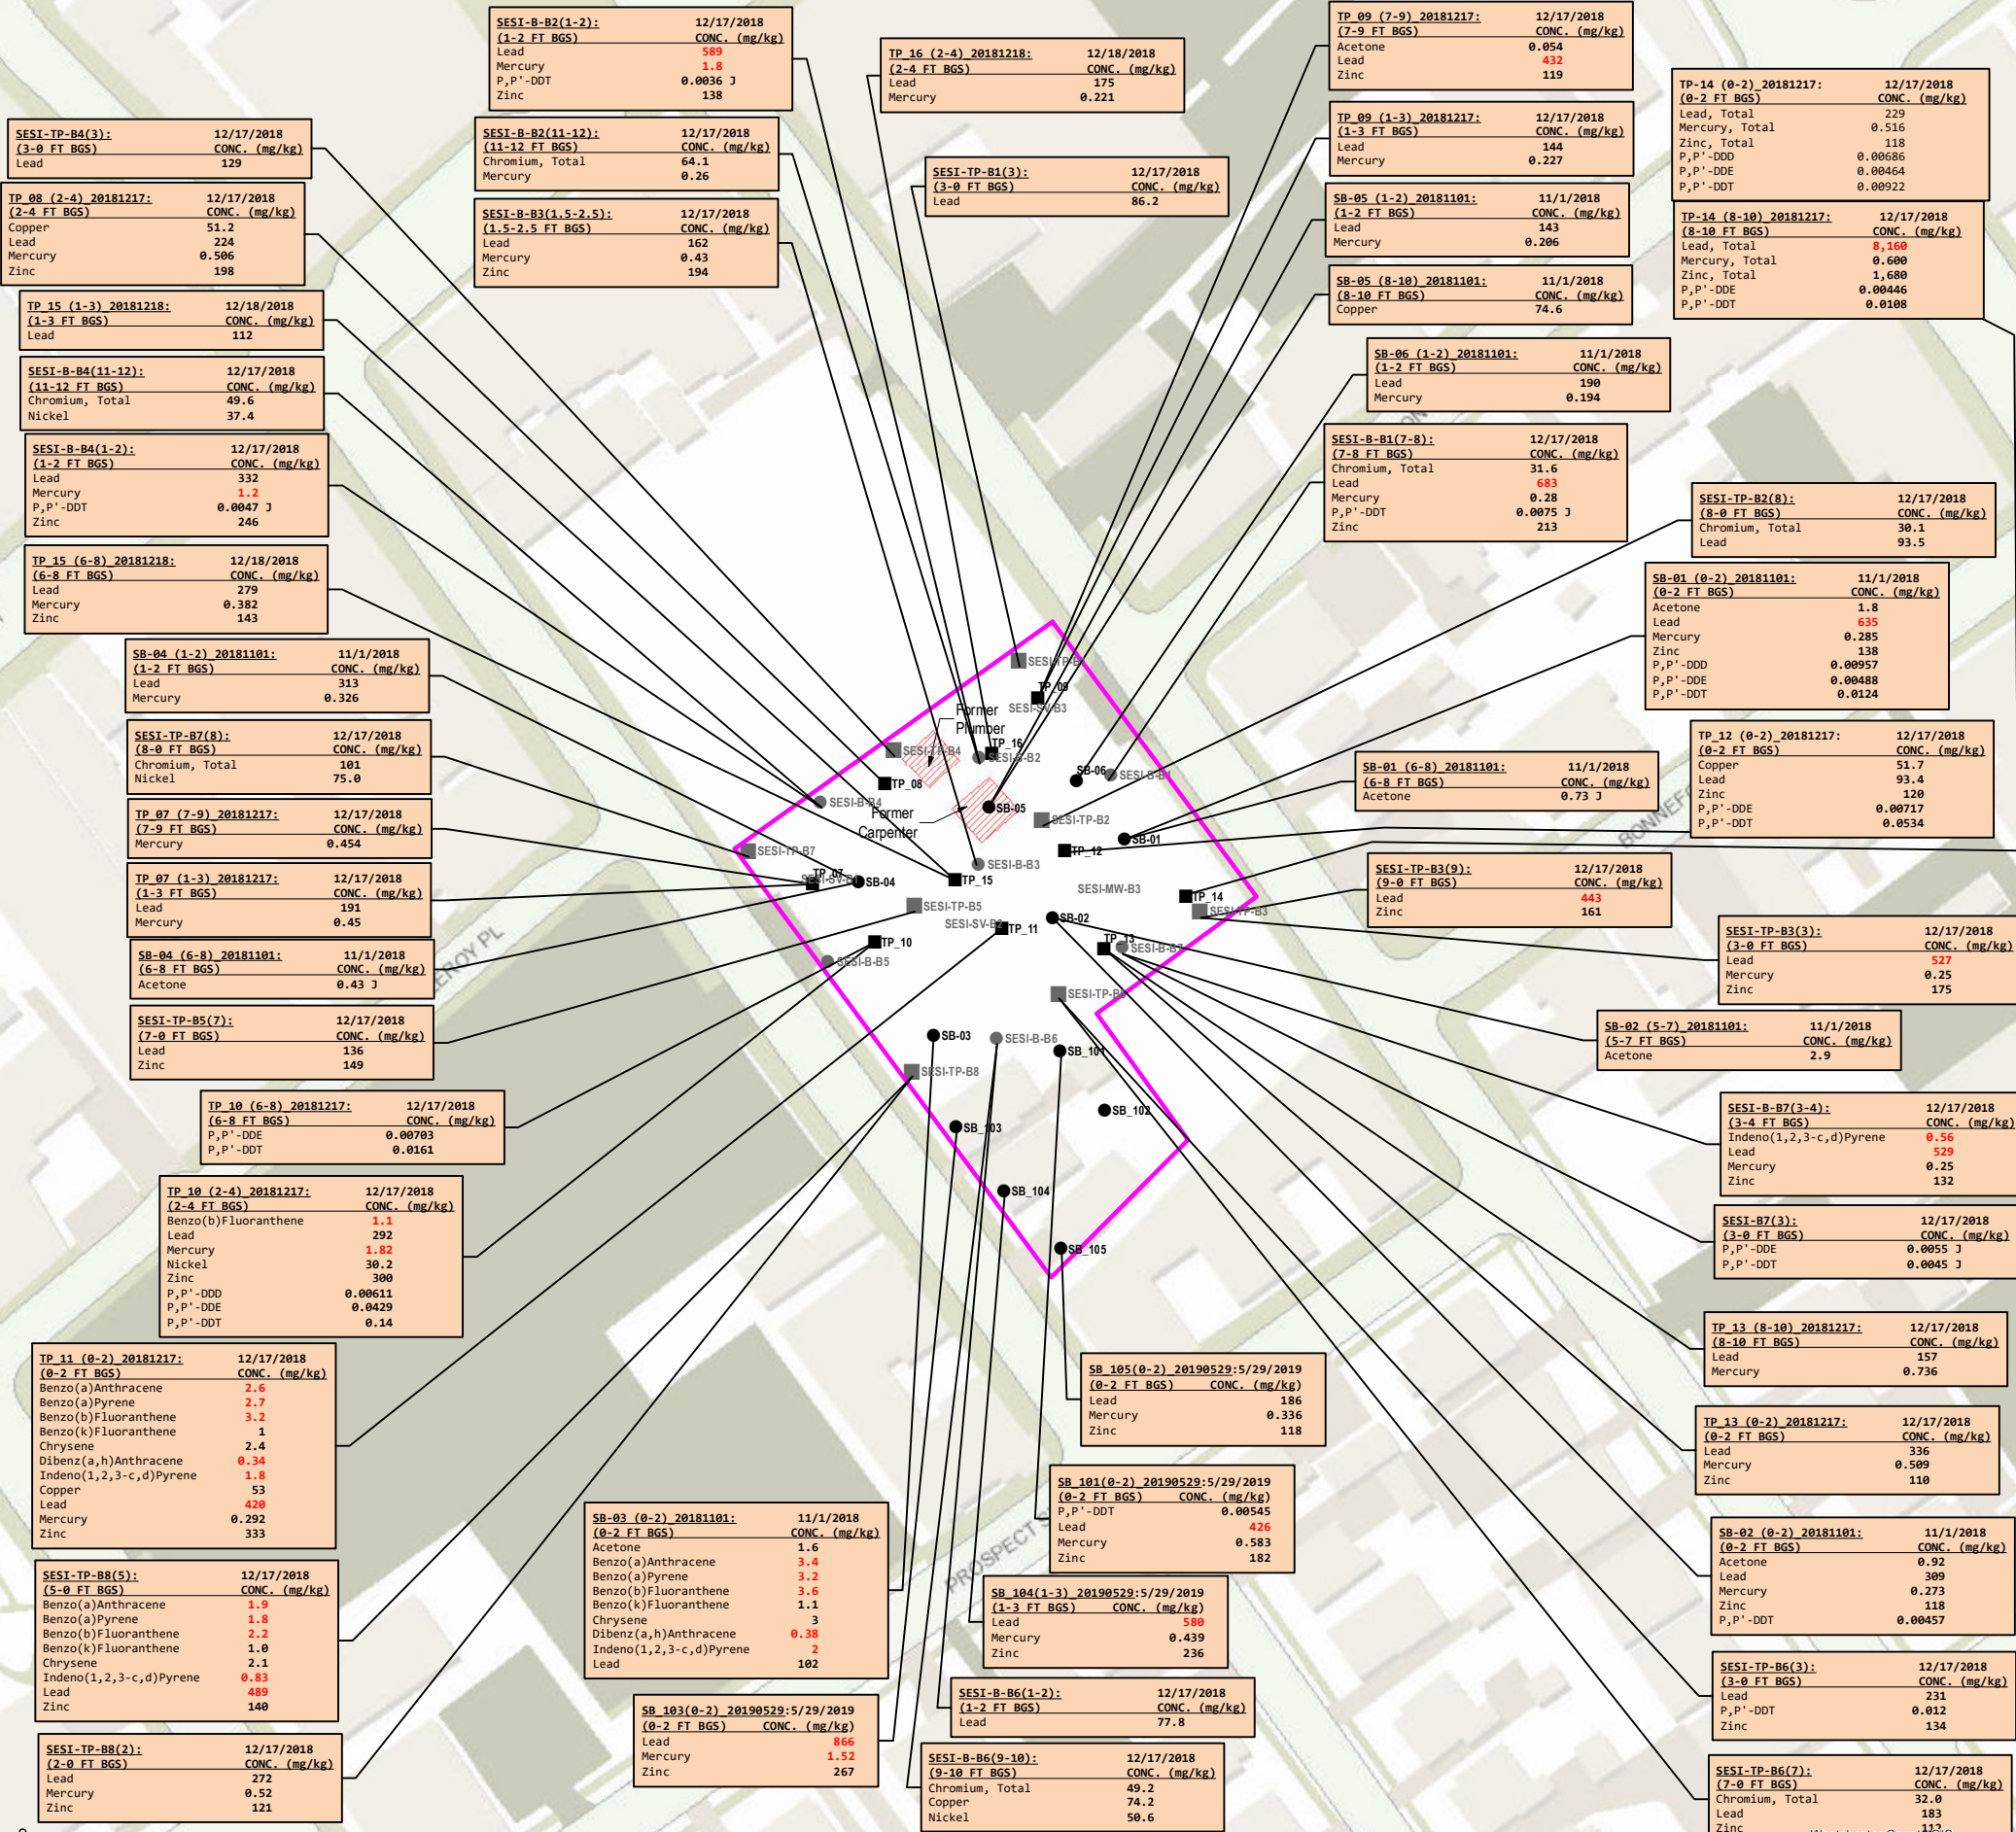 SESI-B-B2(1-2): 12/17/2018
(1-2 FT BGS) CONC. (mg/kg)
Lead 589
Mercury 1.8
P,P'-DDT 0.0036 J
Zinc 138
TP_16 (2-4)_20181218: 12/18/2018
(2-4 FT BGS) CONC. (mg/kg)
Lead 175
Mercury 0.221
TP_09 (7-9)_20181217: 12/17/2018
(7-9 FT BGS) CONC. (mg/kg)
Acetone 0.054
Lead 432
Zinc 119
TP-14 (0-2)_20181217: 12/17/2018
(0-2 FT BGS) CONC. (mg/kg)
Lead, Total 229
Mercury, Total 0.516
Zinc, Total 118
P,P'-DDD 0.00686
P,P'-DDE 0.00464
P,P'-DDT 0.00922
SESI-TP-B4(3): 12/17/2018
(3-0 FT BGS) CONC. (mg/kg)
Lead 129
SESI-B-B2(11-12): 12/17/2018
(11-12 FT BGS) CONC. (mg/kg)
Chromium, Total 64.1
Mercury 0.26
SESI-TP-B1(3): 12/17/2018
(3-0 FT BGS) CONC. (mg/kg)
Lead 86.2
TP_09 (1-3)_20181217: 12/17/2018
(1-3 FT BGS) CONC. (mg/kg)
Lead 144
Mercury 0.227
TP_08 (2-4)_20181217: 12/17/2018
(2-4 FT BGS) CONC. (mg/kg)
Copper 51.2
Lead 224
Mercury 0.506
Zinc 198
SESI-B-B3(1.5-2.5): 12/17/2018
(1.5-2.5 FT BGS) CONC. (mg/kg)
Lead 162
Mercury 0.43
Zinc 194
SB-05 (1-2)_20181101: 11/1/2018
(1-2 FT BGS) CONC. (mg/kg)
Lead 143
Mercury 0.206
TP-14 (8-10)_20181217: 12/17/2018
(8-10 FT BGS) CONC. (mg/kg)
Lead, Total 8,160
Mercury, Total 0.600
Zinc, Total 1,680
P,P'-DDE 0.00446
P,P'-DDT 0.0108
SB-05 (8-10)_20181101: 11/1/2018
(8-10 FT BGS) CONC. (mg/kg)
Copper 74.6
TP_15 (1-3)_20181218: 12/18/2018
(1-3 FT BGS) CONC. (mg/kg)
Lead 112
SB-06 (1-2)_20181101: 11/1/2018
(1-2 FT BGS) CONC. (mg/kg)
Lead 190
Mercury 0.194
SESI-B-B4(11-12): 12/17/2018
(11-12 FT BGS) CONC. (mg/kg)
Chromium, Total 49.6
Nickel 37.4
SESI-B-B4(1-2): 12/17/2018
(1-2 FT BGS) CONC. (mg/kg)
Lead 332
Mercury 1.2
P,P'-DDT 0.0047 J
Zinc 246
SESI-B-B1(7-8): 12/17/2018
(7-8 FT BGS) CONC. (mg/kg)
Chromium, Total 31.6
Lead 683
Mercury 0.28
P,P'-DDT 0.0075 J
Zinc 213
SESI-TP-B2(8): 12/17/2018
(8-0 FT BGS) CONC. (mg/kg)
Chromium, Total 30.1
Lead 93.5
TP_15 (6-8)_20181218: 12/18/2018
(6-8 FT BGS) CONC. (mg/kg)
Lead 279
Mercury 0.382
Zinc 143
SB-01 (0-2)_20181101: 11/1/2018
(0-2 FT BGS) CONC. (mg/kg)
Acetone 1.8
Lead 635
Mercury 0.285
Zinc 138
P,P'-DDD 0.00957
P,P'-DDE 0.00488
P,P'-DDT 0.0124
SB-04 (1-2)_20181101: 11/1/2018
(1-2 FT BGS) CONC. (mg/kg)
Lead 313
Mercury 0.326
SESI-TP-B7(8): 12/17/2018
(8-0 FT BGS) CONC. (mg/kg)
Chromium, Total 101
Nickel 75.0
TP_12 (0-2)_20181217: 12/17/2018
(0-2 FT BGS) CONC. (mg/kg)
Copper 51.7
Lead 93.4
Zinc 120
P,P'-DDE 0.00717
P,P'-DDT 0.0534
SB-01 (6-8)_20181101: 11/1/2018
(6-8 FT BGS) CONC. (mg/kg)
Acetone 0.73 J
TP_07 (7-9)_20181217: 12/17/2018
(7-9 FT BGS) CONC. (mg/kg)
Mercury 0.454
TP_07 (1-3)_20181217: 12/17/2018
(1-3 FT BGS) CONC. (mg/kg)
Lead 191
Mercury 0.45
SESI-TP-B3(9): 12/17/2018
(9-0 FT BGS) CONC. (mg/kg)
Lead 443
Zinc 161
SB-04 (6-8)_20181101: 11/1/2018
(6-8 FT BGS) CONC. (mg/kg)
Acetone 0.43 J
SESI-TP-B3(3): 12/17/2018
(3-0 FT BGS) CONC. (mg/kg)
Lead 527
Mercury 0.25
Zinc 175
SESI-TP-B5(7): 12/17/2018
(7-0 FT BGS) CONC. (mg/kg)
Lead 136
Zinc 149
SB-02 (5-7)_20181101: 11/1/2018
(5-7 FT BGS) CONC. (mg/kg)
Acetone 2.9
TP_10 (6-8)_20181217: 12/17/2018
(6-8 FT BGS) CONC. (mg/kg)
P,P'-DDE 0.00703
P,P'-DDT 0.0161
SESI-B-B7(3-4): 12/17/2018
(3-4 FT BGS) CONC. (mg/kg)
Indeno(1,2,3-c,d)Pyrene 0.56
Lead 529
Mercury 0.25
Zinc 132
TP_10 (2-4)_20181217: 12/17/2018
(2-4 FT BGS) CONC. (mg/kg)
Benzo(b)Fluoranthene 1.1
Lead 292
Mercury 1.82
Nickel 30.2
Zinc 300
P,P'-DDD 0.00611
P,P'-DDE 0.0429
P,P'-DDT 0.14
SESI-B7(3): 12/17/2018
(3-0 FT BGS) CONC. (mg/kg)
P,P'-DDE 0.0055 J
P,P'-DDT 0.0045 J
TP_13 (8-10)_20181217: 12/17/2018
(8-10 FT BGS) CONC. (mg/kg)
Lead 157
Mercury 0.736
TP_11 (0-2)_20181217: 12/17/2018
(0-2 FT BGS) CONC. (mg/kg)
Benzo(a)Anthracene 2.6
Benzo(a)Pyrene 2.7
Benzo(b)Fluoranthene 3.2
Benzo(k)Fluoranthene 1
Chrysene 2.4
Dibenz(a,h)Anthracene 0.34
Indeno(1,2,3-c,d)Pyrene 1.8
Copper 53
Lead 420
Mercury 0.292
Zinc 333
SB_105(0-2)_20190529:5/29/2019
(0-2 FT BGS) CONC. (mg/kg)
Lead 186
Mercury 0.336
Zinc 118
TP_13 (0-2)_20181217: 12/17/2018
(0-2 FT BGS) CONC. (mg/kg)
Lead 336
Mercury 0.509
Zinc 110
SB_101(0-2)_20190529:5/29/2019
(0-2 FT BGS) CONC. (mg/kg)
P,P'-DDT 0.00545
Lead 426
Mercury 0.583
Zinc 182
SB-03 (0-2)_20181101: 11/1/2018
(0-2 FT BGS) CONC. (mg/kg)
Acetone 1.6
Benzo(a)Anthracene 3.4
Benzo(a)Pyrene 3.2
Benzo(b)Fluoranthene 3.6
Benzo(k)Fluoranthene 1.1
Chrysene 3
Dibenz(a,h)Anthracene 0.38
Indeno(1,2,3-c,d)Pyrene 2
Lead 102
SB-02 (0-2)_20181101: 11/1/2018
(0-2 FT BGS) CONC. (mg/kg)
Acetone 0.92
Lead 309
Mercury 0.273
Zinc 118
P,P'-DDT 0.00457
SESI-TP-B8(5): 12/17/2018
(5-0 FT BGS) CONC. (mg/kg)
Benzo(a)Anthracene 1.9
Benzo(a)Pyrene 1.8
Benzo(b)Fluoranthene 2.2
Benzo(k)Fluoranthene 1.0
Chrysene 2.1
Indeno(1,2,3-c,d)Pyrene 0.83
Lead 489
Zinc 140
SB_104(1-3)_20190529:5/29/2019
(1-3 FT BGS) CONC. (mg/kg)
Lead 580
Mercury 0.439
Zinc 236
SESI-TP-B6(3): 12/17/2018
(3-0 FT BGS) CONC. (mg/kg)
Lead 231
P,P'-DDT 0.012
Zinc 134
SESI-B-B6(1-2): 12/17/2018
(1-2 FT BGS) CONC. (mg/kg)
Lead 77.8
SB_103(0-2)_20190529:5/29/2019
(0-2 FT BGS) CONC. (mg/kg)
Lead 866
Mercury 1.52
Zinc 267
SESI-TP-B8(2): 12/17/2018
(2-0 FT BGS) CONC. (mg/kg)
Lead 272
Mercury 0.52
Zinc 121
SESI-B-B6(9-10): 12/17/2018
(9-10 FT BGS) CONC. (mg/kg)
Chromium, Total 49.2
Copper 74.2
Nickel 50.6
SESI-TP-B6(7): 12/17/2018
(7-0 FT BGS) CONC. (mg/kg)
Chromium, Total 32.0
Lead 183
Zinc 112
TP_09
SESI-SV-B3
Former
Plumber
TP_16
SESI-TP-B4
SESI-B-B2
SB-06
SESI-B-B1
TP_08
SESI-B-B4
SB-05
Former
Carpenter
SESI-TP-B2
SB-01
TP_12
SESI-TP-B7
SESI-B-B3
TP_07
SESI-SV-B1
SB-04
TP_15
SESI-MW-B3
TP_14
SESI-TP-B3
SESI-TP-B5
SESI-SV-B2
TP_11
SB-02
TP_13
SESI-B-B7
TP_10
SESI-B-B5
SB-03
SESI-B-B6
SB_101
SESI-TP-B8
SB_102
SB_103
SB_104
SB_105
LEROY PL
PROSPECT